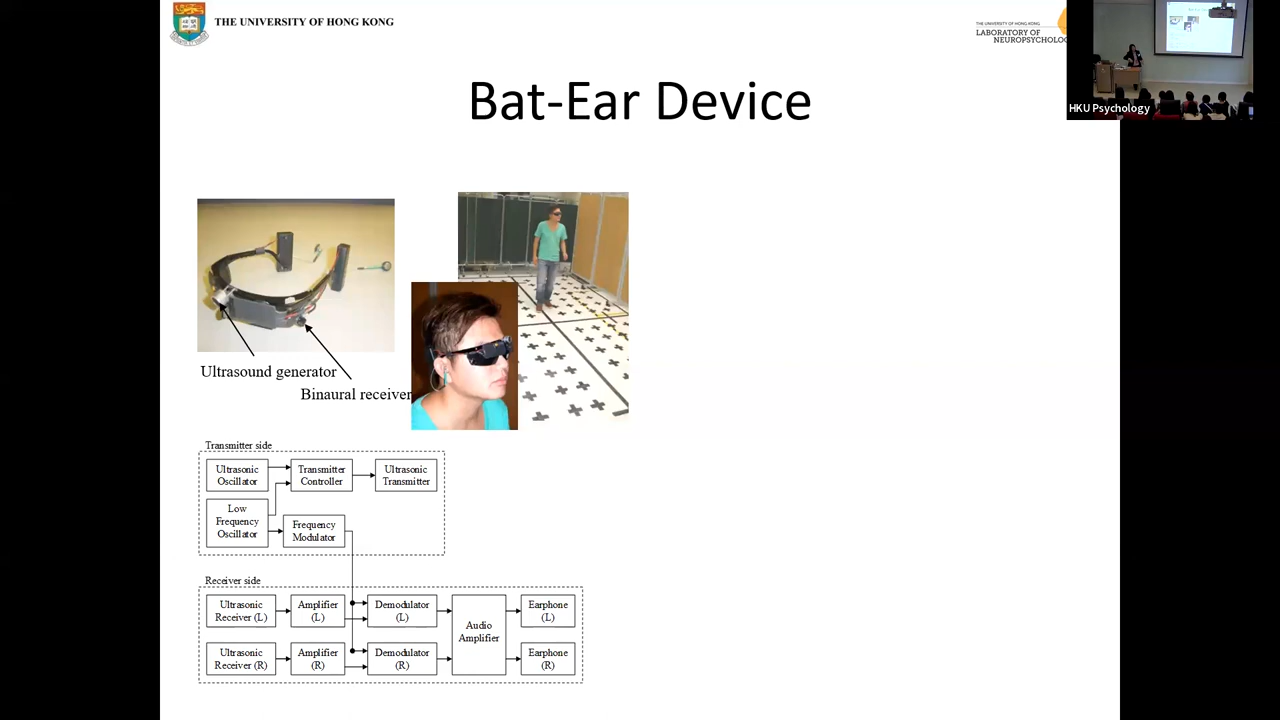 THE UNIVERSITY OF HONG KONG
THE UNIVERSITY OF HONG KONG
LABORATORY OF
NEUROPSYCHOLO
HKU Psychology
Bat-Ear Device
Ultrasound generator
Binaural receiver
Transmitter side
Ultrasonic
Oscillator
Transmitter
Controller
Ultrasonic
Transmitter
Low
Frequency
Oscillator
Frequency
Modulator
Receiver side
Ultrasonic
Receiver (L)
Amplifier
(L)
Demodulator
(L)
Audio
Amplifier
Earphone
(L)
Ultrasonic
Receiver (R)
Amplifier
(R)
Demodulator
(R)
Earphone
(R)